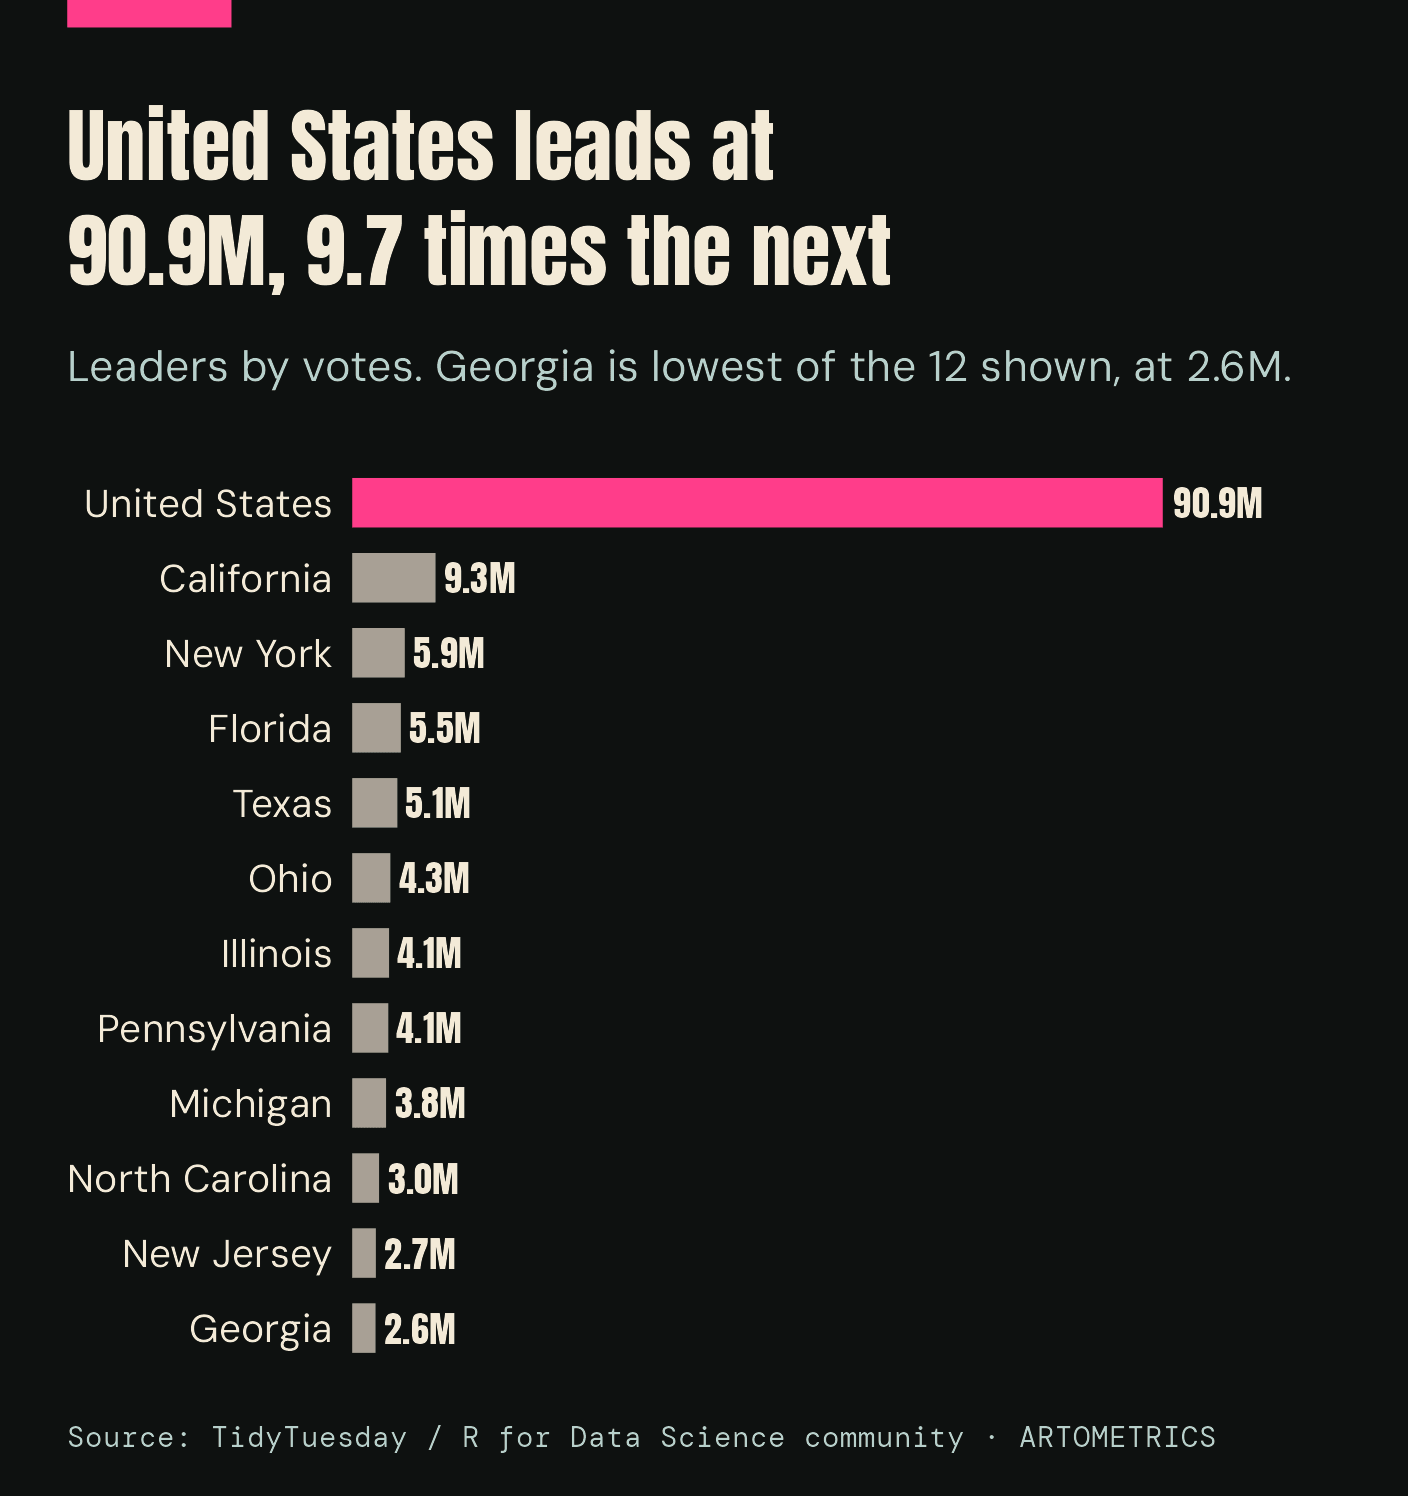 United States leads at
90.9M, 9.7 times the next
Leaders by votes. Georgia is lowest of the 12 shown, at 2.6M.
United States 90.9M
California 9.3M
New York 5.9M
Florida 5.5M
Texas 5.1M
Ohio 4.3M
Illinois 4.1M
Pennsylvania 4.1M
Michigan 3.8M
North Carolina 3.0M
New Jersey 2.7M
Georgia 2.6M
Source: TidyTuesday / R for Data Science community · ARTOMETRICS